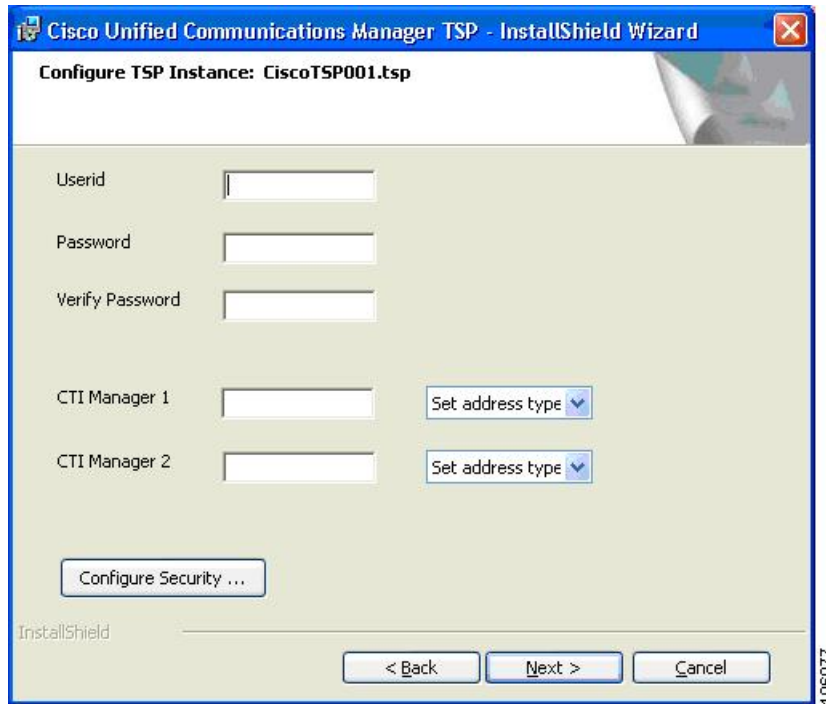 Cisco Unified Communications Manager TSP - InstallShield Wizard
Configure TSP Instance: CiscoTSP001.tsp
Userid
Password
Verify Password
CTI Manager 1
Set address type
CTI Manager 2
Set address type
Configure Security ...
InstallShield
< Back
Next >
Cancel